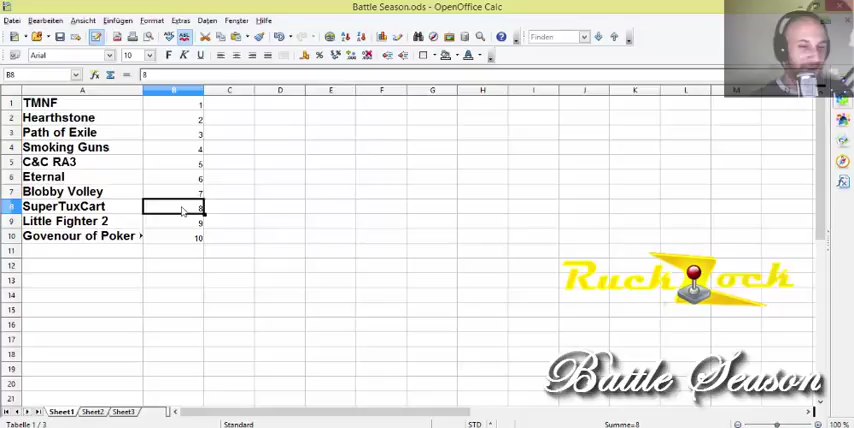 Battle Season.ods - OpenOffice Calc
Datei Bearbeiten Ansicht Einfügen Format Extras Daten Fenster Hilfe
Finden
Arial 10 F K U
B8 8
A B C D E F G H I J K L M N
1 TMNF 1
2 Hearthstone 2
3 Path of Exile 3
4 Smoking Guns 4
5 C&C RA3 5
6 Eternal 6
7 Blobby Volley 7
8 SuperTuxCart 8
9 Little Fighter 2 9
10 Govenour of Poker 10
11
12
13
14
15
16
17
18
19
20
21
RuckZock
Battle Season
Sheet1 Sheet2 Sheet3
Tabelle 1 / 3 Standard STD * Summe=8 100 %